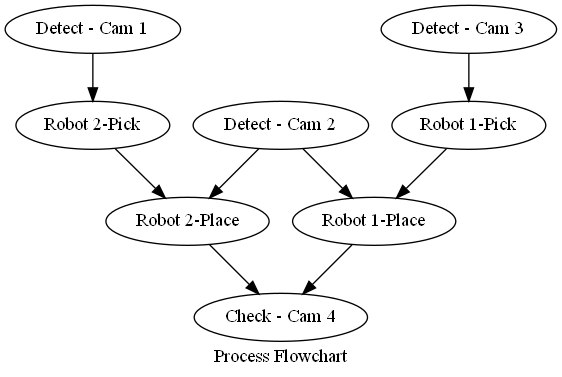 Detect - Cam 1
Detect - Cam 3
Robot 2-Pick
Detect - Cam 2
Robot 1-Pick
Robot 2-Place
Robot 1-Place
Check - Cam 4
Process Flowchart